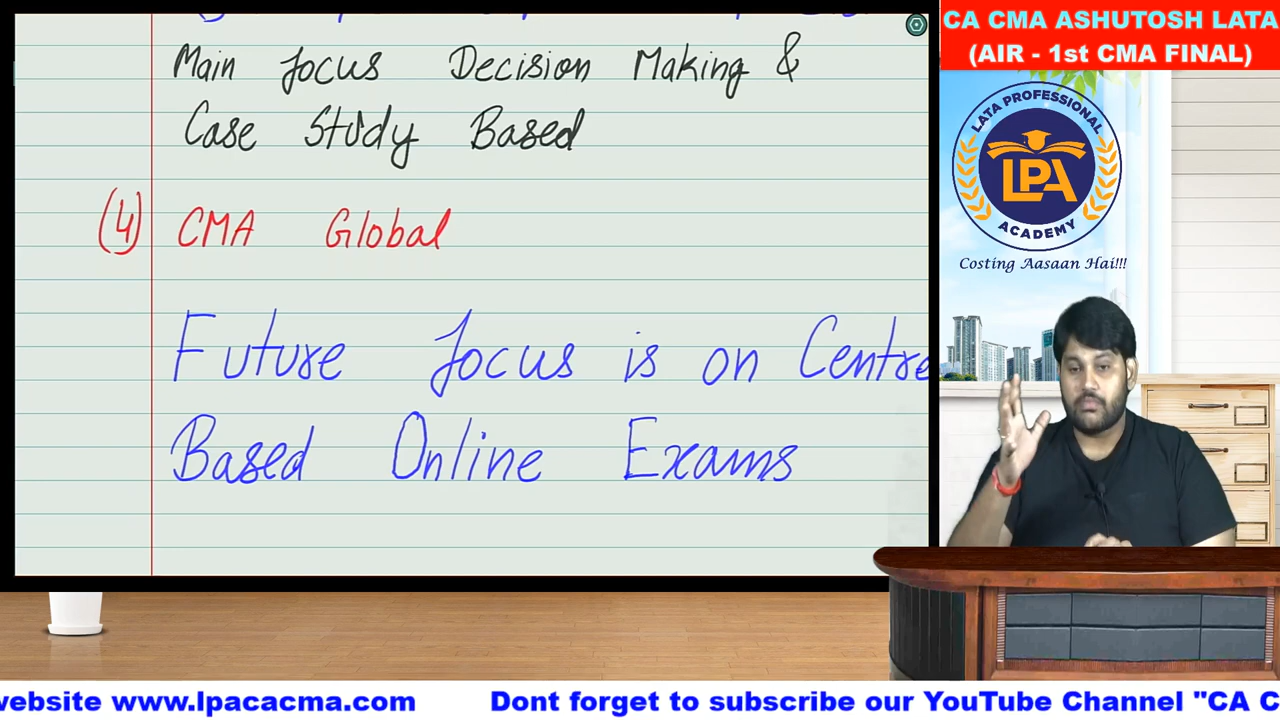 CA CMA ASHUTOSH LATA
(AIR - 1st CMA FINAL)
Main focus Decision Making &
Case Study Based
(4) CMA Global
Future focus is on Centre
Based Online Exams
LATA PROFESSIONAL
LPA
ACADEMY
Costing Aasaan Hai!!!
website www.lpacacma.com Dont forget to subscribe our YouTube Channel "CA C